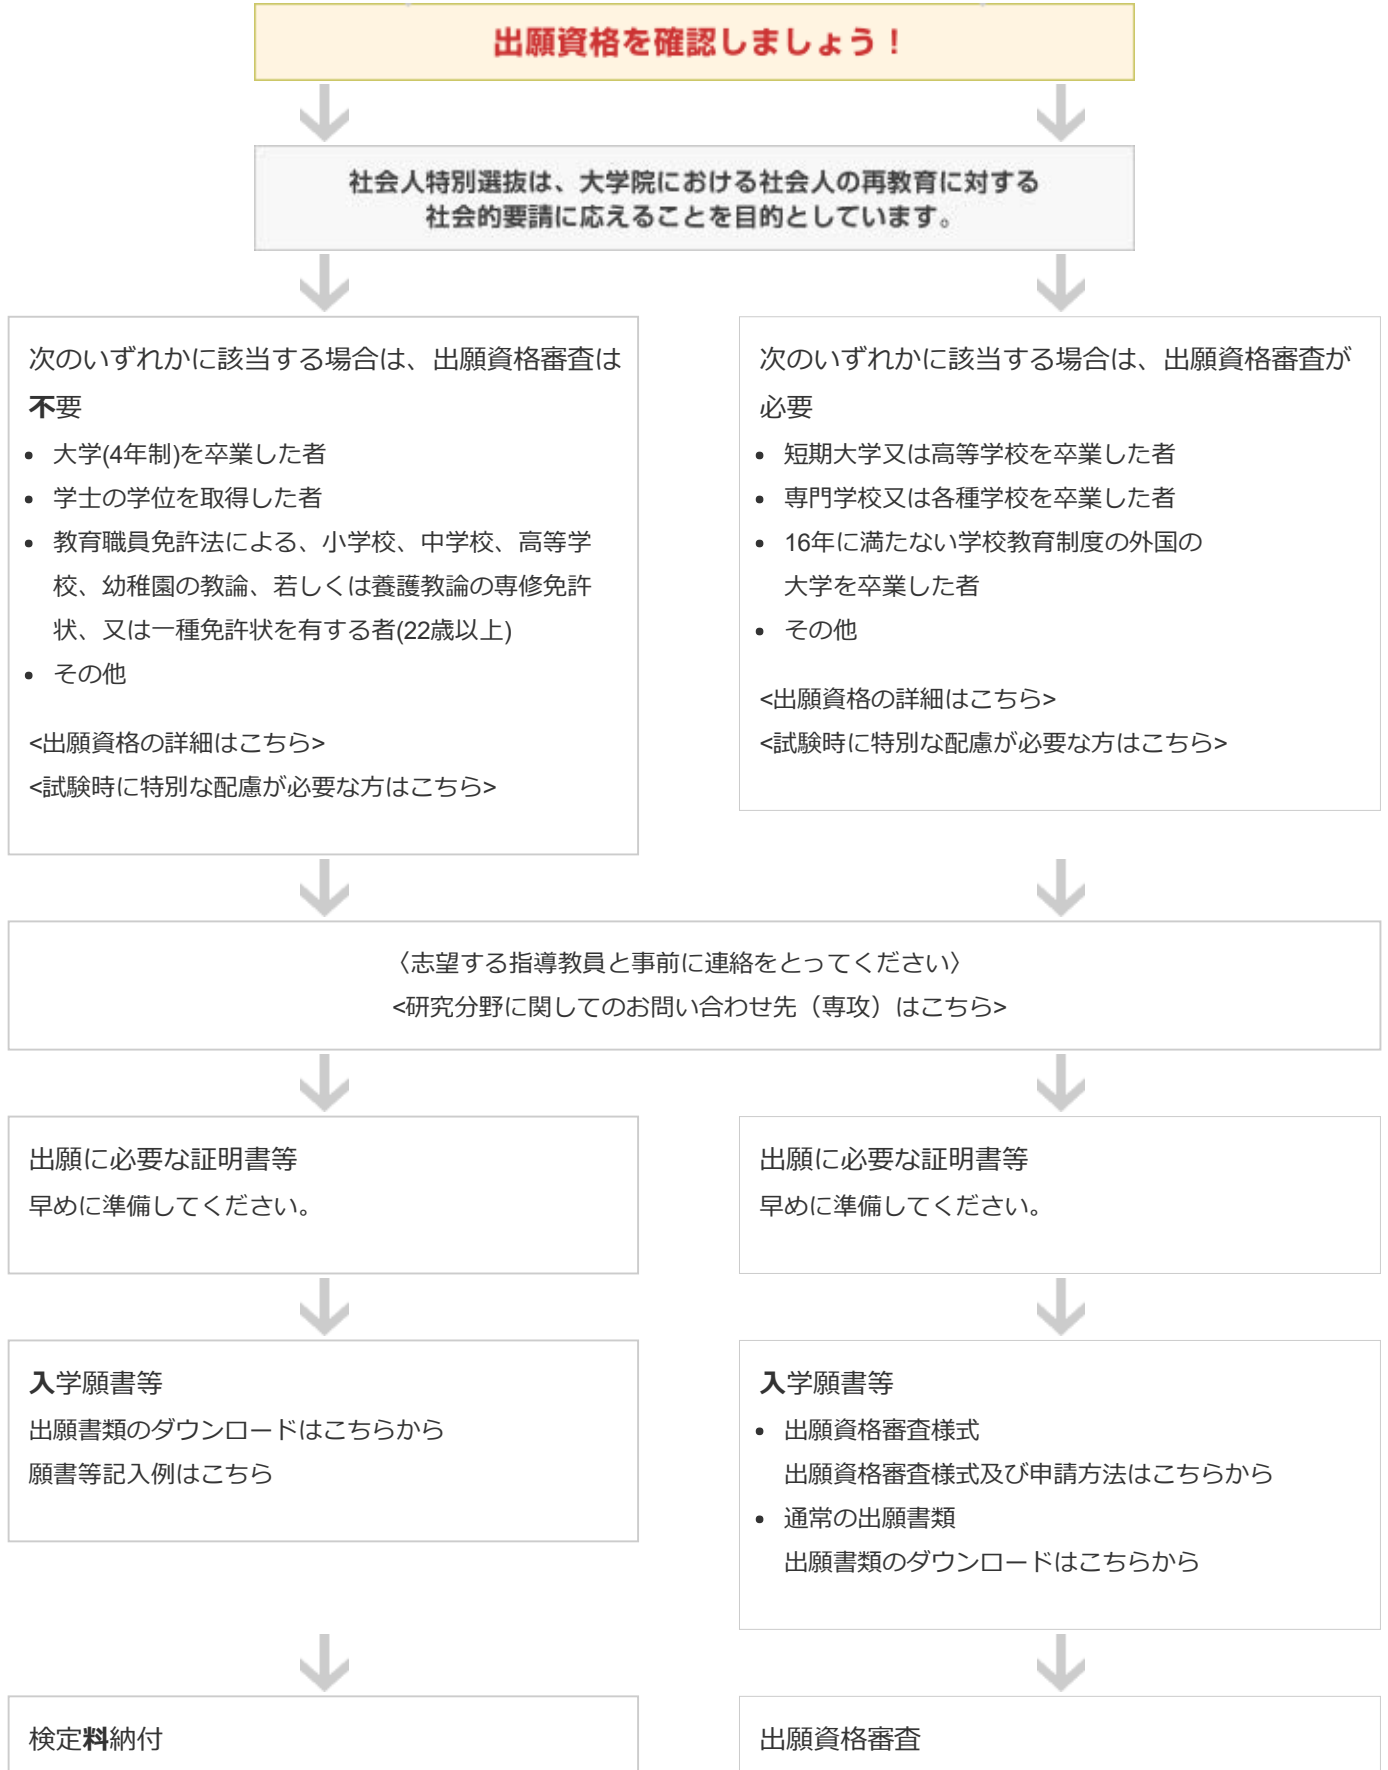 出願資格を確認しましょう！
社会人特別選抜は、大学院における社会人の再教育に対する
社会的要請に応えることを目的としています。
次のいずれかに該当する場合は、出願資格審査は
不要
• 大学(4年制)を卒業した者
• 学士の学位を取得した者
• 教育職員免許法による、小学校、中学校、高等学
校、幼稚園の教論、若しくは養護教論の専修免許
状、又は一種免許状を有する者(22歳以上)
• その他
<出願資格の詳細はこちら>
<試験時に特別な配慮が必要な方はこちら>
次のいずれかに該当する場合は、出願資格審査が
必要
• 短期大学又は高等学校を卒業した者
• 専門学校又は各種学校を卒業した者
• 16年に満たない学校教育制度の外国の
大学を卒業した者
• その他
<出願資格の詳細はこちら>
<試験時に特別な配慮が必要な方はこちら>
〈志望する指導教員と事前に連絡をとってください〉
<研究分野に関してのお問い合わせ先（専攻）はこちら>
出願に必要な証明書等
早めに準備してください。
出願に必要な証明書等
早めに準備してください。
入学願書等
出願書類のダウンロードはこちらから
願書等記入例はこちら
入学願書等
• 出願資格審査様式
出願資格審査様式及び申請方法はこちらから
• 通常の出願書類
出願書類のダウンロードはこちらから
検定料納付
出願資格審査